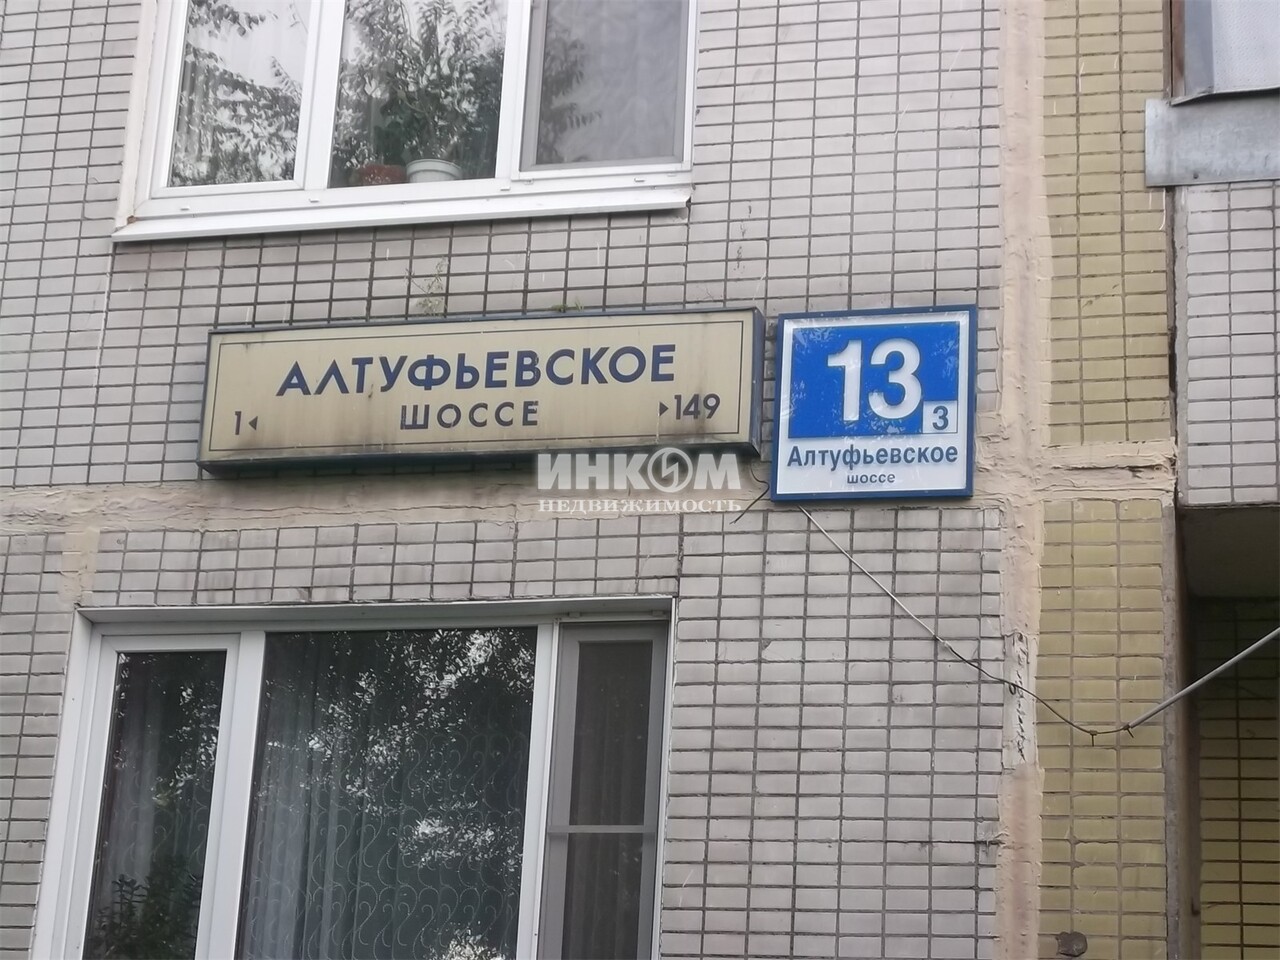 АЛТУФЬЕВСКОЕ
ШОССЕ
1 149
13
3
Алтуфьевское
шоссе
ИНКОМ
НЕДВИЖИМОСТЬ